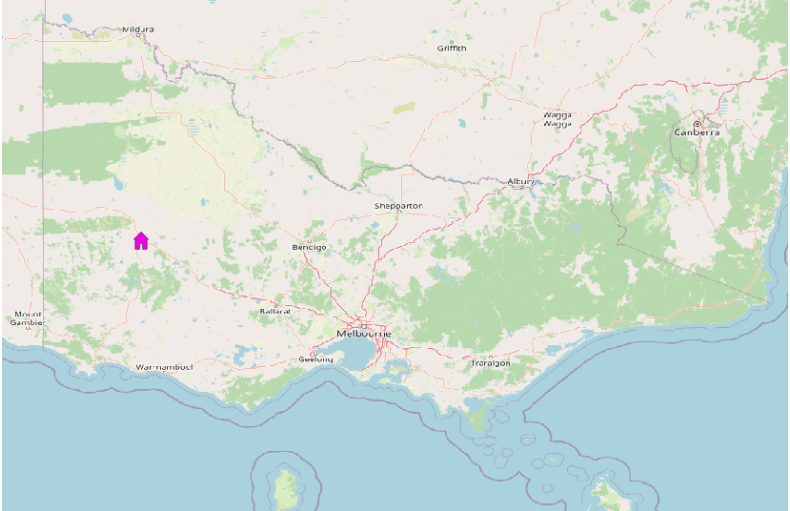 Mildura
Griffith
Wagga
Wagga
Canberra
Albury
Shepparton
Bendigo
Mount
Gambier
Ballarat
Melbourne
Geelong
Warrnambool
Traralgon